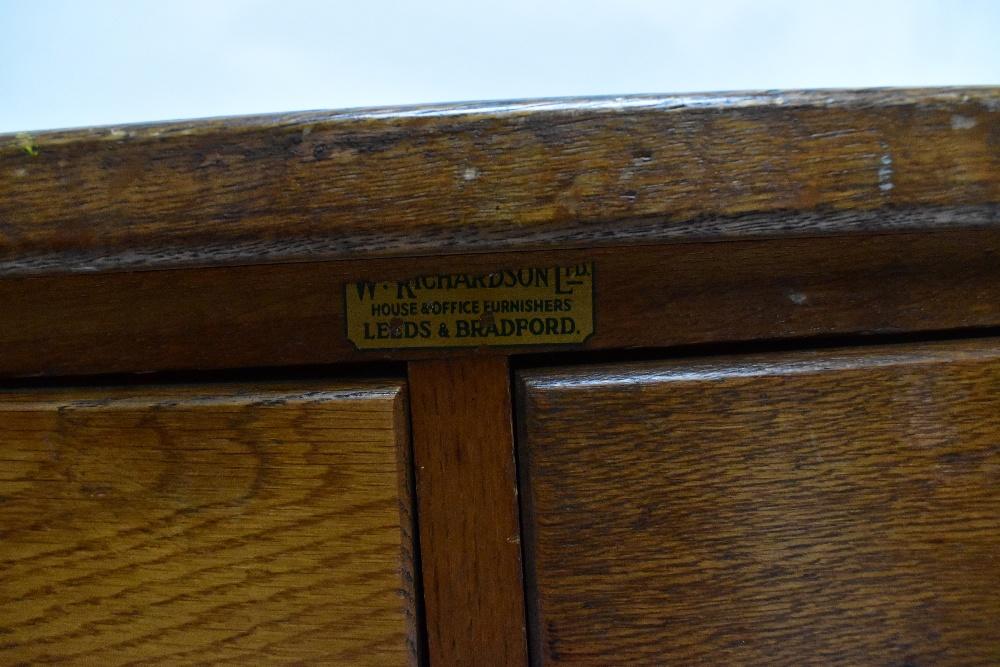 W. RICHARDSON LTD.
HOUSE & OFFICE FURNISHERS
LEEDS & BRADFORD.